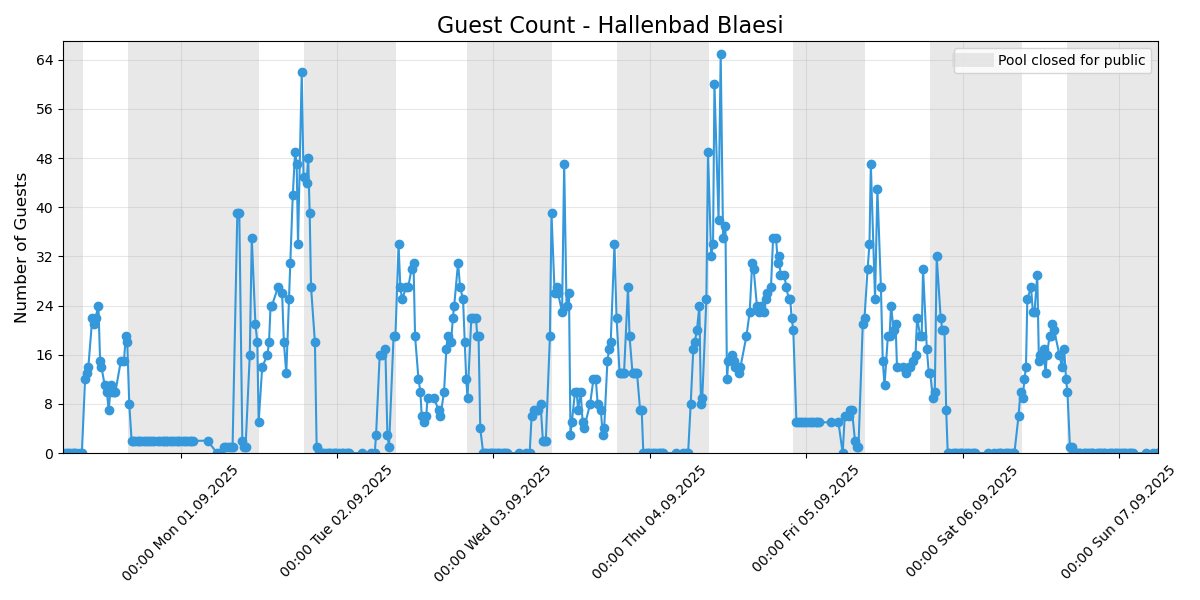 Guest Count - Hallenbad Blaesi
Pool closed for public
Number of Guests
64
56
48
40
32
24
16
8
0
00:00 Mon 01.09.2025
00:00 Tue 02.09.2025
00:00 Wed 03.09.2025
00:00 Thu 04.09.2025
00:00 Fri 05.09.2025
00:00 Sat 06.09.2025
00:00 Sun 07.09.2025